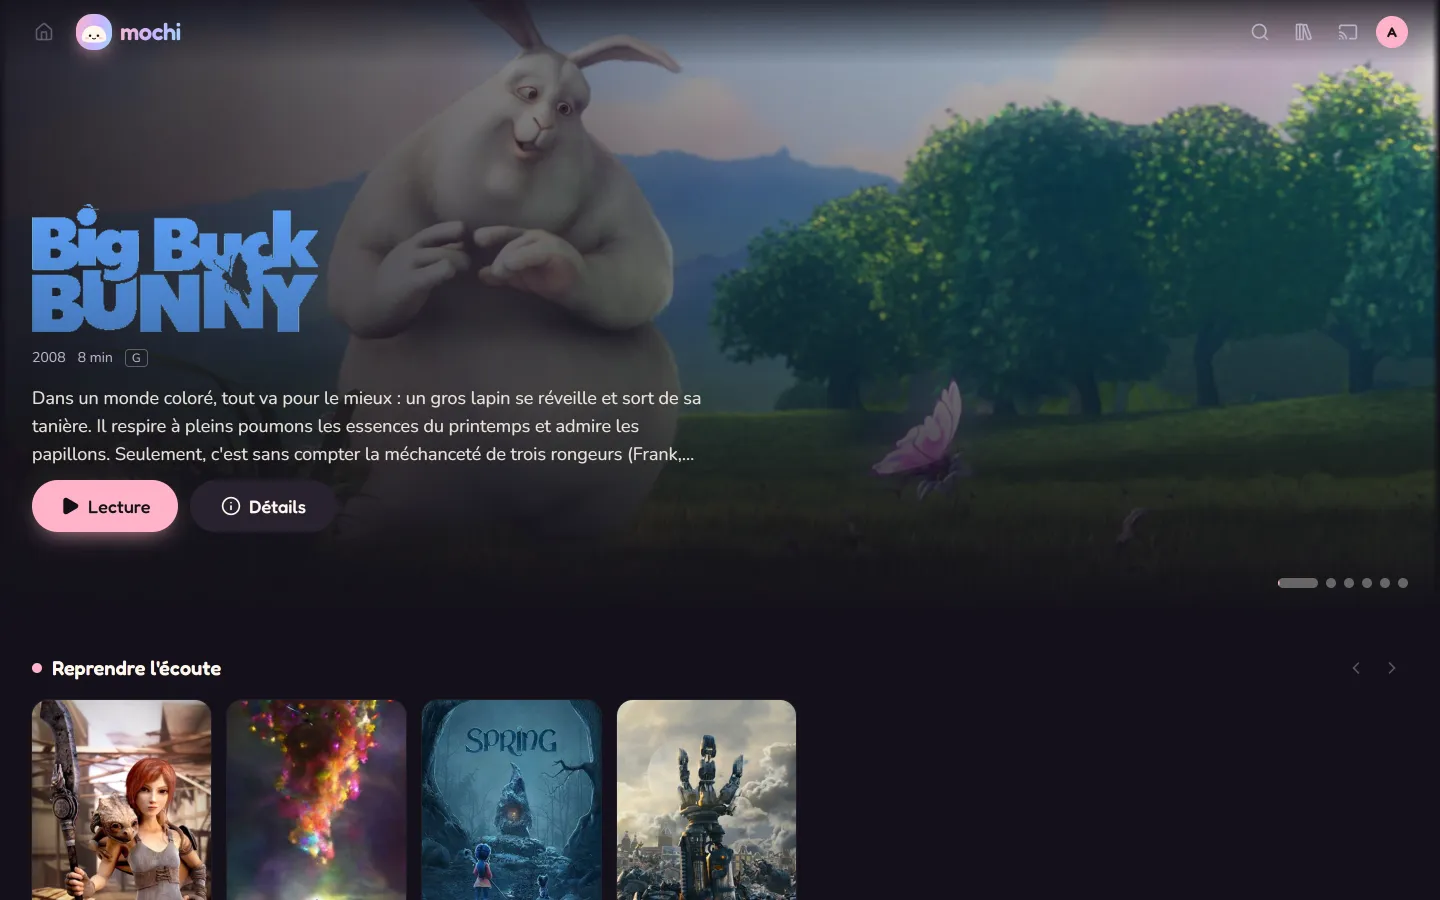 mochi
A
Big Buck
BUNNY
2008 8 min G
Dans un monde coloré, tout va pour le mieux : un gros lapin se réveille et sort de sa
tanière. Il respire à pleins poumons les essences du printemps et admire les
papillons. Seulement, c'est sans compter la méchanceté de trois rongeurs (Frank,...
Lecture
Détails
Reprendre l'écoute
SPRING